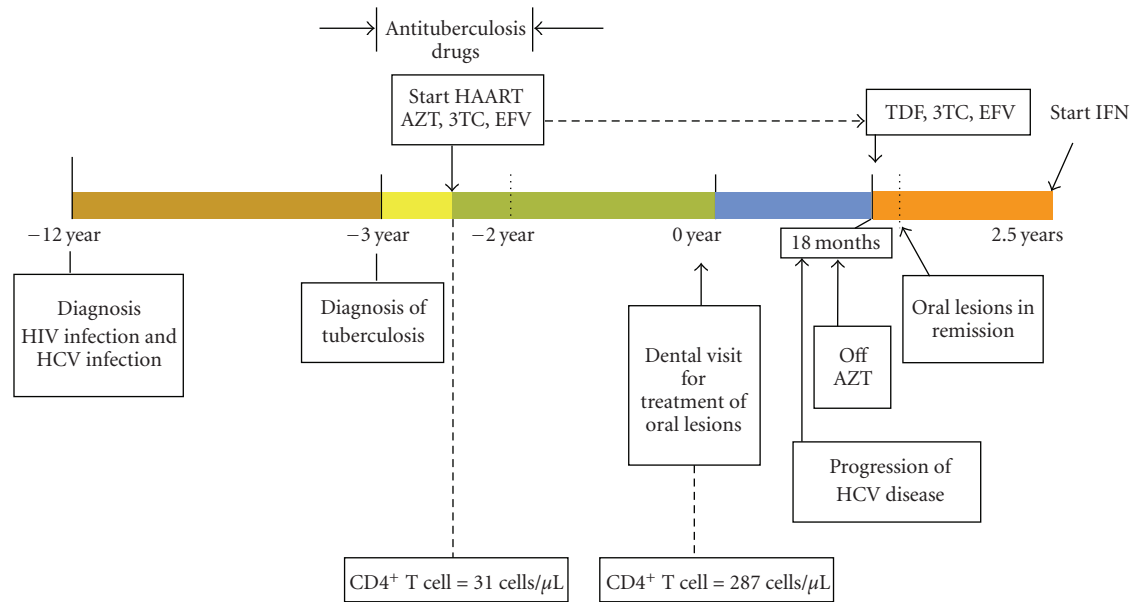 Antituberculosis
drugs
Start HAART
AZT, 3TC, EFV
TDF, 3TC, EFV
Start IFN
−12 year
−3 year
−2 year
0 year
18 months
2.5 years
Diagnosis
HIV infection and
HCV infection
Diagnosis of
tuberculosis
Dental visit
for
treatment of
oral lesions
Off
AZT
Oral lesions in
remission
Progression of
HCV disease
CD4⁺ T cell = 31 cells/μL
CD4⁺ T cell = 287 cells/μL